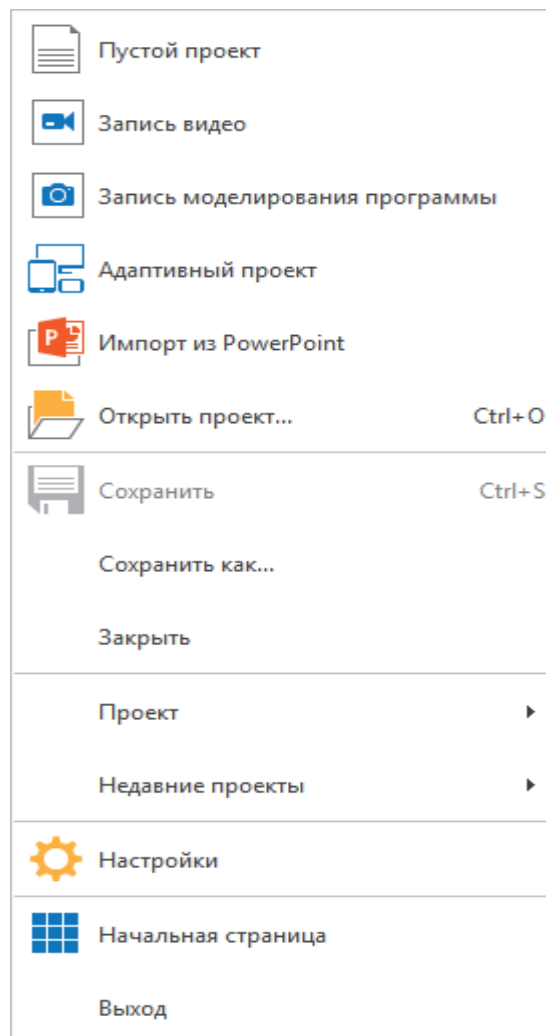 Пустой проект
Запись видео
Запись моделирования программы
Адаптивный проект
P
Импорт из PowerPoint
Открыть проект... Ctrl+O
Сохранить Ctrl+S
Сохранить как...
Закрыть
Проект
Недавние проекты
Настройки
Начальная страница
Выход